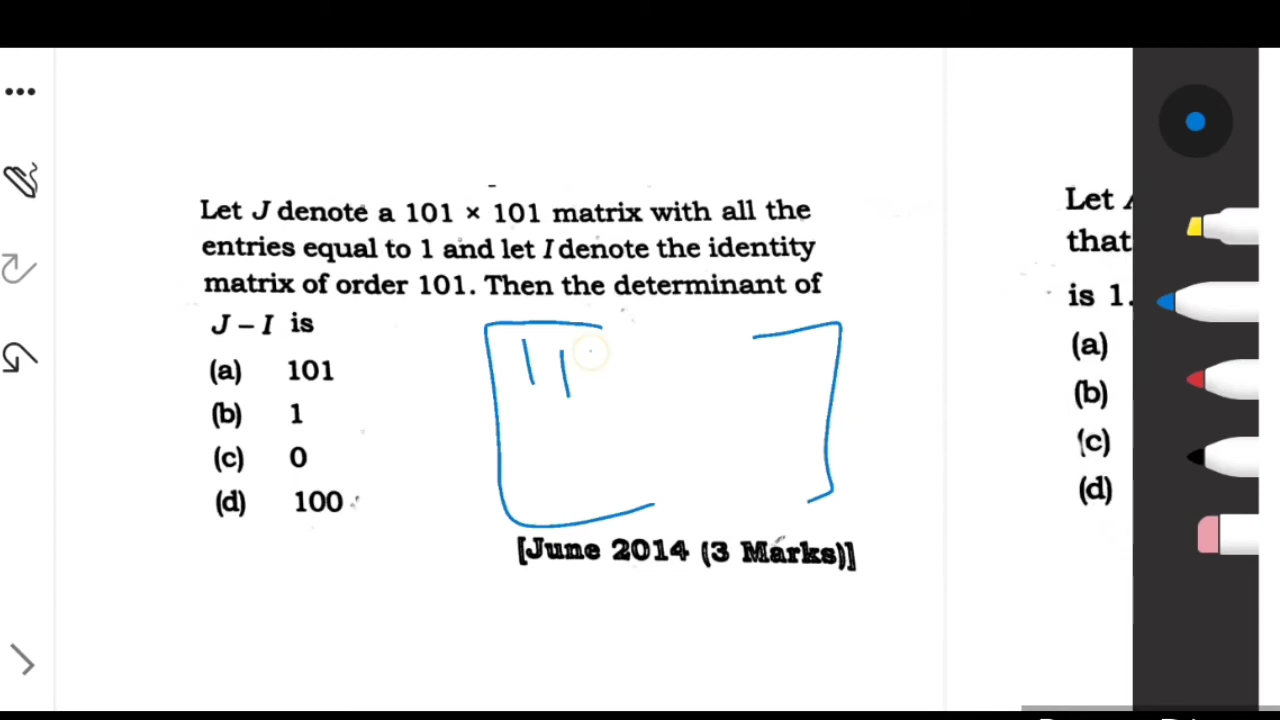 Let J denote a 101 × 101 matrix with all the
entries equal to 1 and let I denote the identity
matrix of order 101. Then the determinant of
J – I is
(a) 101
(b) 1
(c) 0
(d) 100
[June 2014 (3 Marks)]
1 1
Let
that
is 1.
(a)
(b)
(c)
(d)